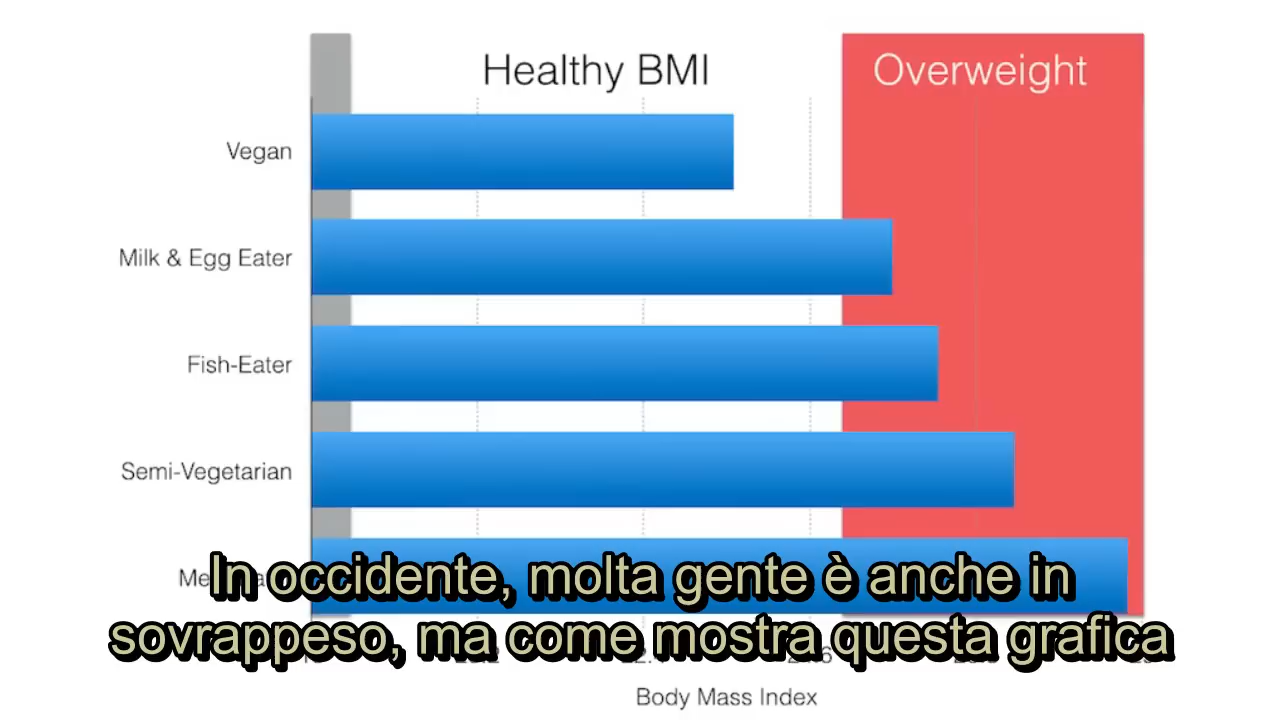 Healthy BMI
Overweight
Vegan
Milk & Egg Eater
Fish-Eater
Semi-Vegetarian
In occidente, molta gente è anche in
sovrappeso, ma come mostra questa grafica
Body Mass Index